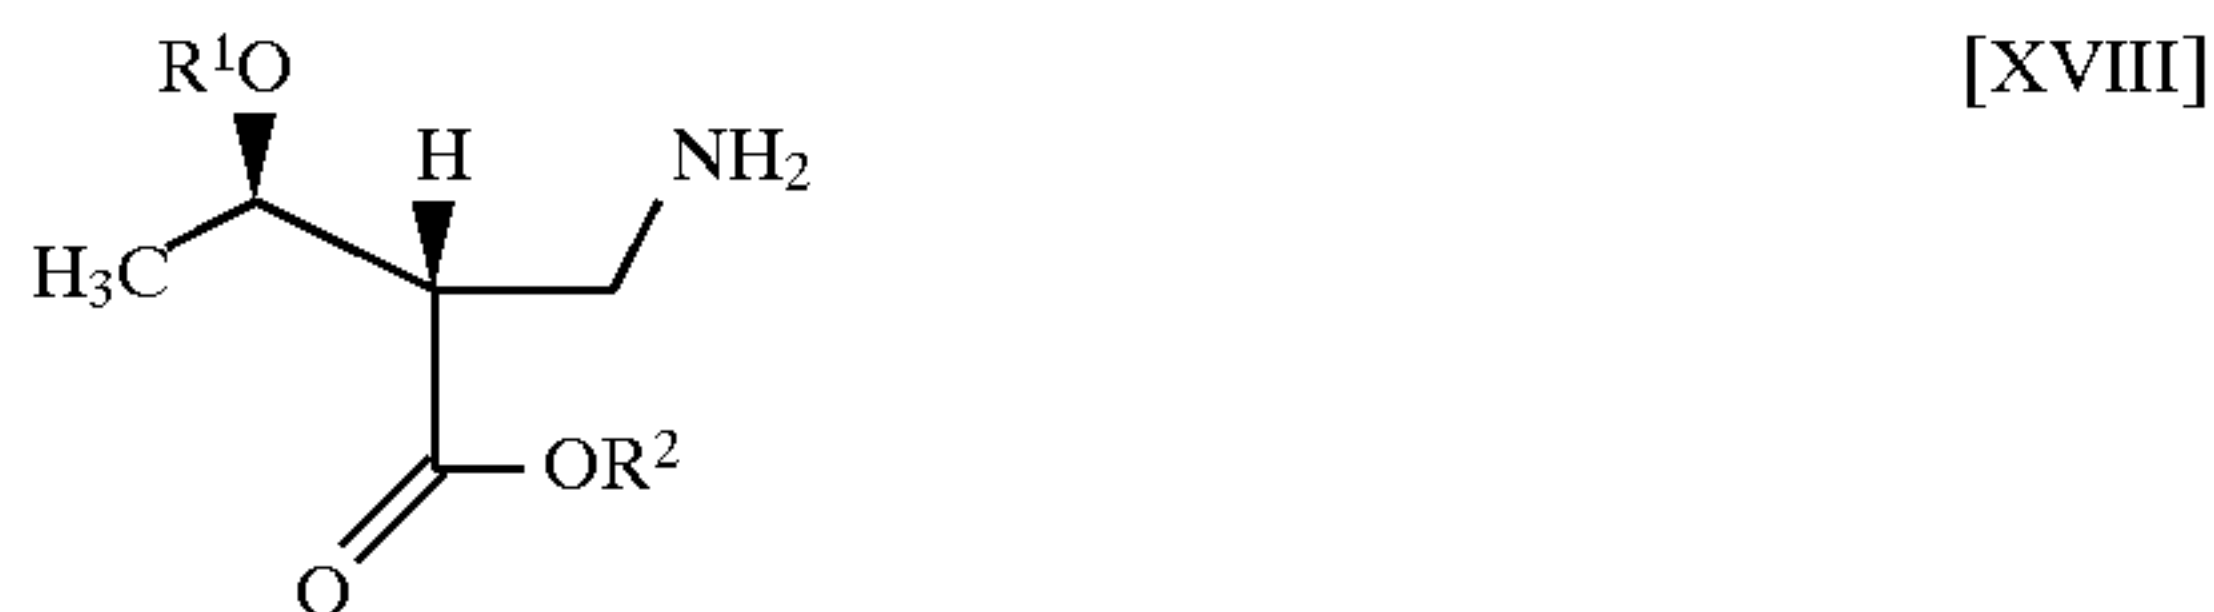 R¹O
[XVIII]
H
NH₂
H₃C
OR²
O